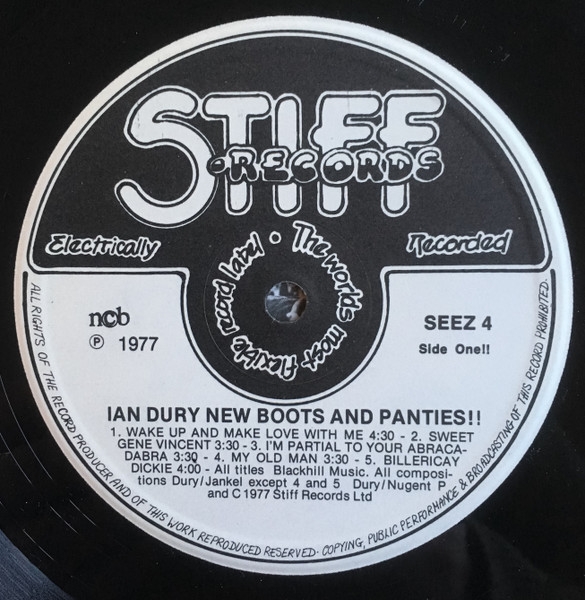 STIFF
RECORDS
Electrically
Recorded
The worlds most flexible record label
ncb
℗ 1977
SEEZ 4
Side One!!
IAN DURY NEW BOOTS AND PANTIES!!
1. WAKE UP AND MAKE LOVE WITH ME 4:30 - 2. SWEET
GENE VINCENT 3:30 - 3. I'M PARTIAL TO YOUR ABRACA-
DABRA 3:30 - 4. MY OLD MAN 3:30 - 5. BILLERICAY
DICKIE 4:00 - All titles Blackhill Music. All composi-
tions Dury/Jankel except 4 and 5 Dury/Nugent P
and C 1977 Stiff Records Ltd
ALL RIGHTS OF THE RECORD PRODUCER AND OF THIS WORK REPRODUCED RESERVED· COPYING, PUBLIC PERFORMANCE & BROADCASTING OF THIS RECORD PROHIBITED.